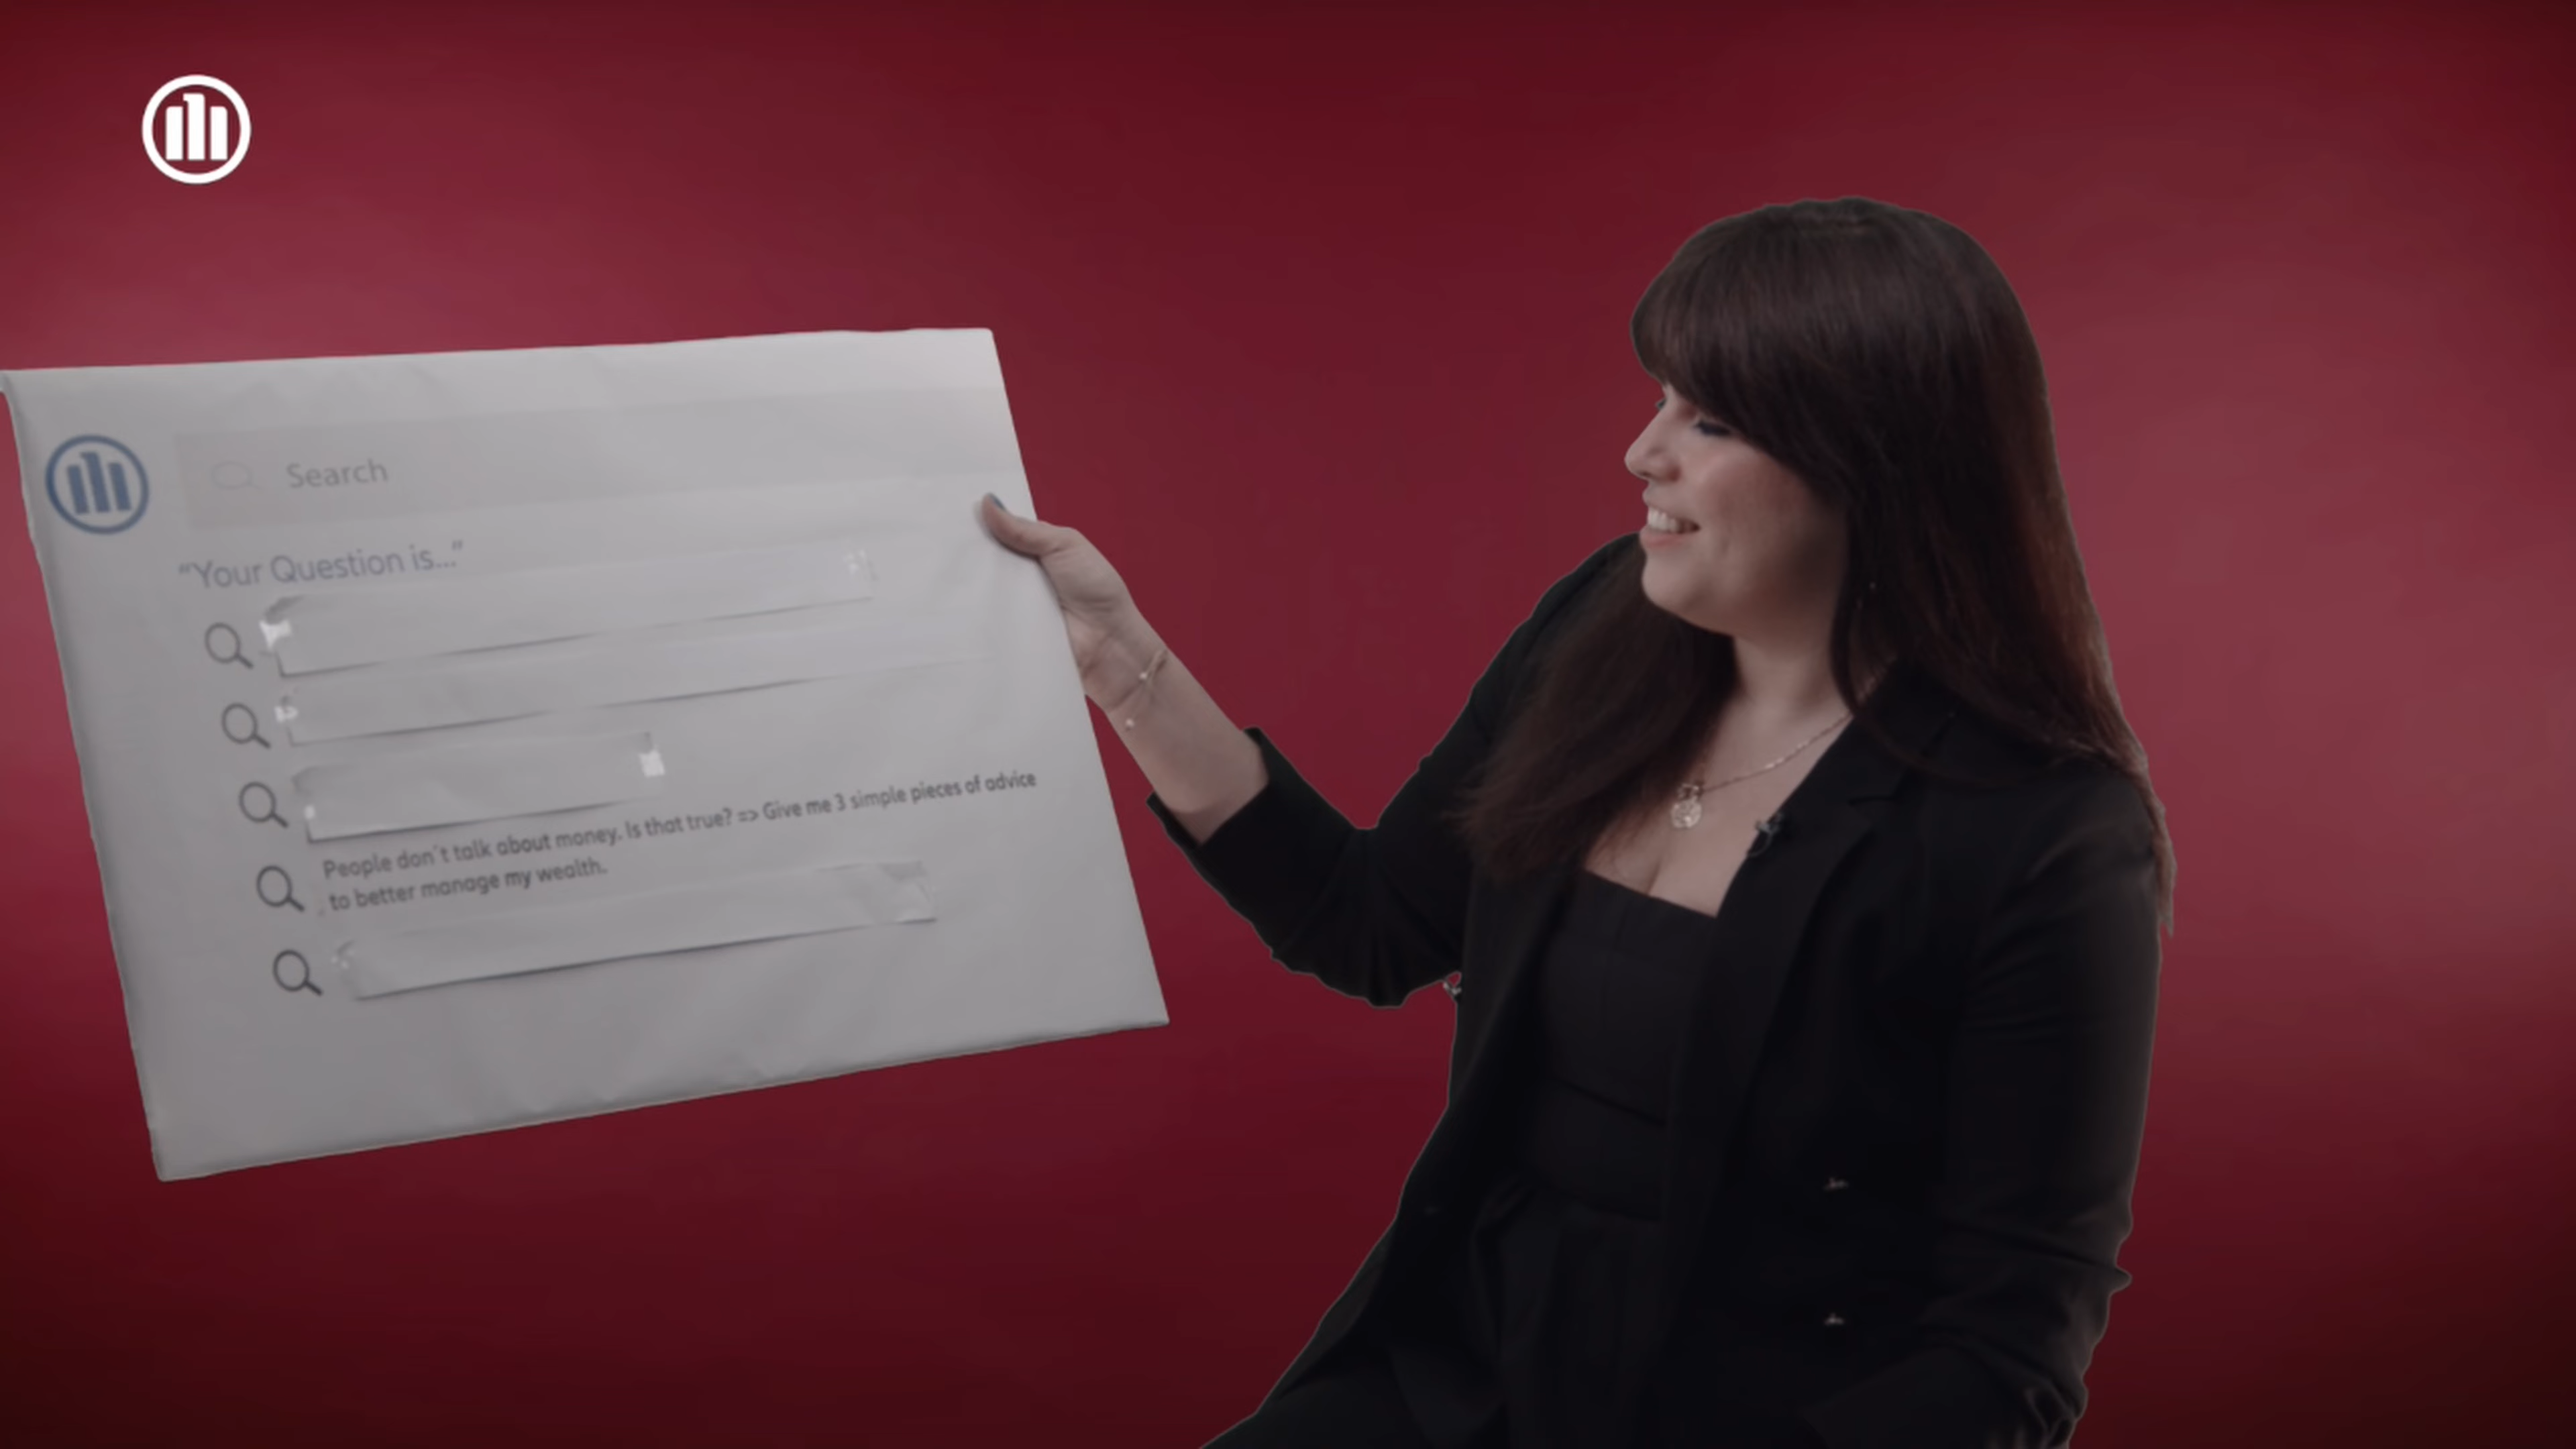 Search
“Your Question is...”
People don´t talk about money. Is that true? => Give me 3 simple pieces of advice
to better manage my wealth.